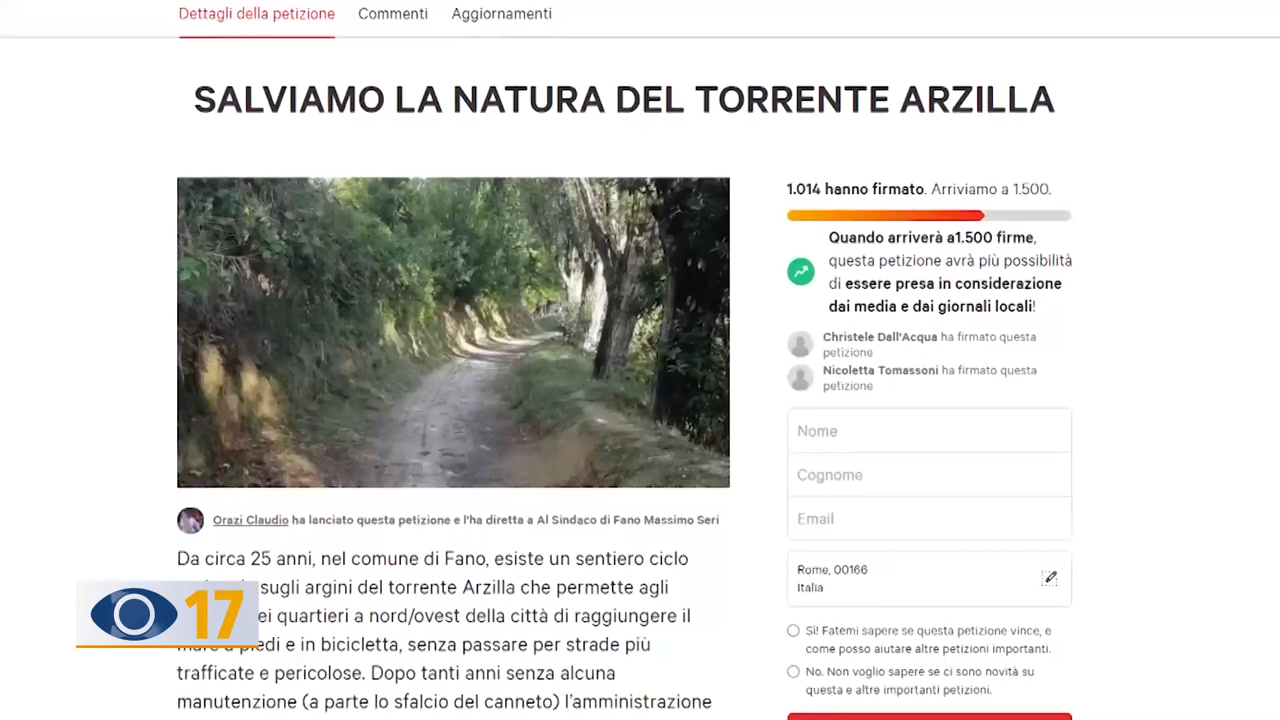 Dettagli della petizione
Commenti
Aggiornamenti
SALVIAMO LA NATURA DEL TORRENTE ARZILLA
1.014 hanno firmato. Arriviamo a 1.500.
Quando arriverà a1.500 firme,
questa petizione avrà più possibilità
di essere presa in considerazione
dai media e dai giornali locali!
Christele Dall'Acqua ha firmato questa
petizione
Nicoletta Tomassoni ha firmato questa
petizione
Nome
Cognome
Email
Rome, 00166
Italia
Sì! Fatemi sapere se questa petizione vince, e
come posso aiutare altre petizioni importanti.
No. Non voglio sapere se ci sono novità su
questa e altre importanti petizioni.
Orazi Claudio ha lanciato questa petizione e l'ha diretta a Al Sindaco di Fano Massimo Seri
Da circa 25 anni, nel comune di Fano, esiste un sentiero ciclo
sugli argini del torrente Arzilla che permette agli
ei quartieri a nord/ovest della città di raggiungere il
mare a piedi e in bicicletta, senza passare per strade più
trafficate e pericolose. Dopo tanti anni senza alcuna
manutenzione (a parte lo sfalcio del canneto) l'amministrazione
17